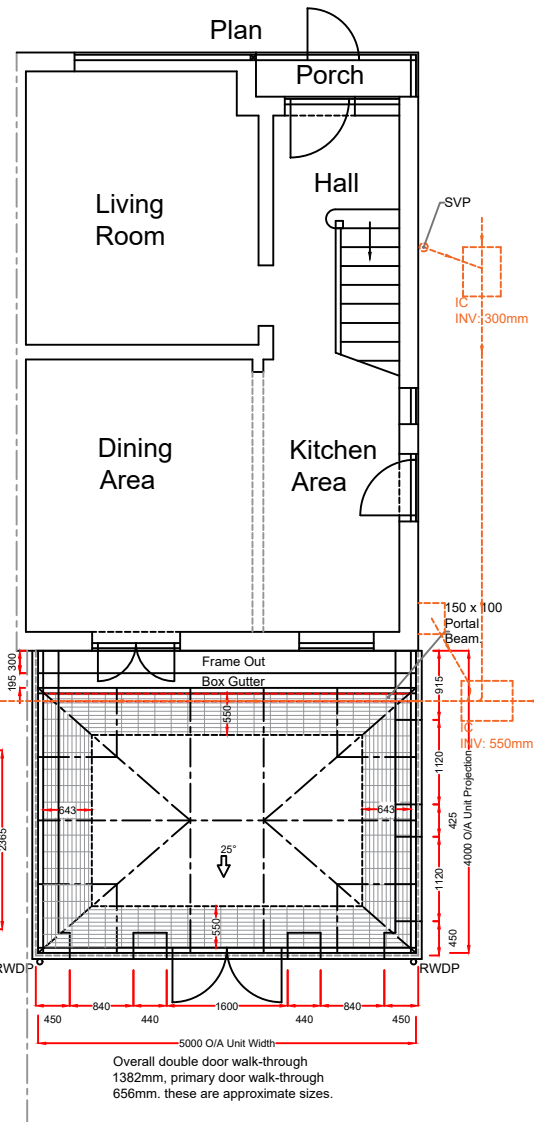 Plan
Porch
Hall
Living
Room
SVP
IC
INV: 300mm
Dining
Area
Kitchen
Area
150 x 100
Portal
Beam.
Frame Out
Box Gutter
300
195
550
915
IC
INV: 550mm
1120
643
643
425
4000 O/A Unit Projection
2365
25°
1120
550
450
RWDP
RWDP
840
1600
840
450
440
440
450
5000 O/A Unit Width
Overall double door walk-through
1382mm, primary door walk-through
656mm. these are approximate sizes.